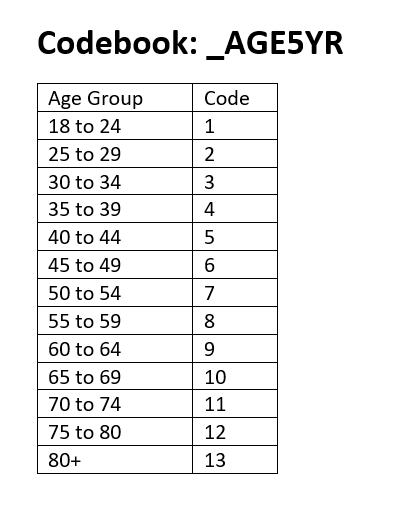 Codebook: _AGE5YR
Age Group Code
18 to 24 1
25 to 29 2
30 to 34 3
35 to 39 4
40 to 44 5
45 to 49 6
50 to 54 7
55 to 59 8
60 to 64 9
65 to 69 10
70 to 74 11
75 to 80 12
80+ 13